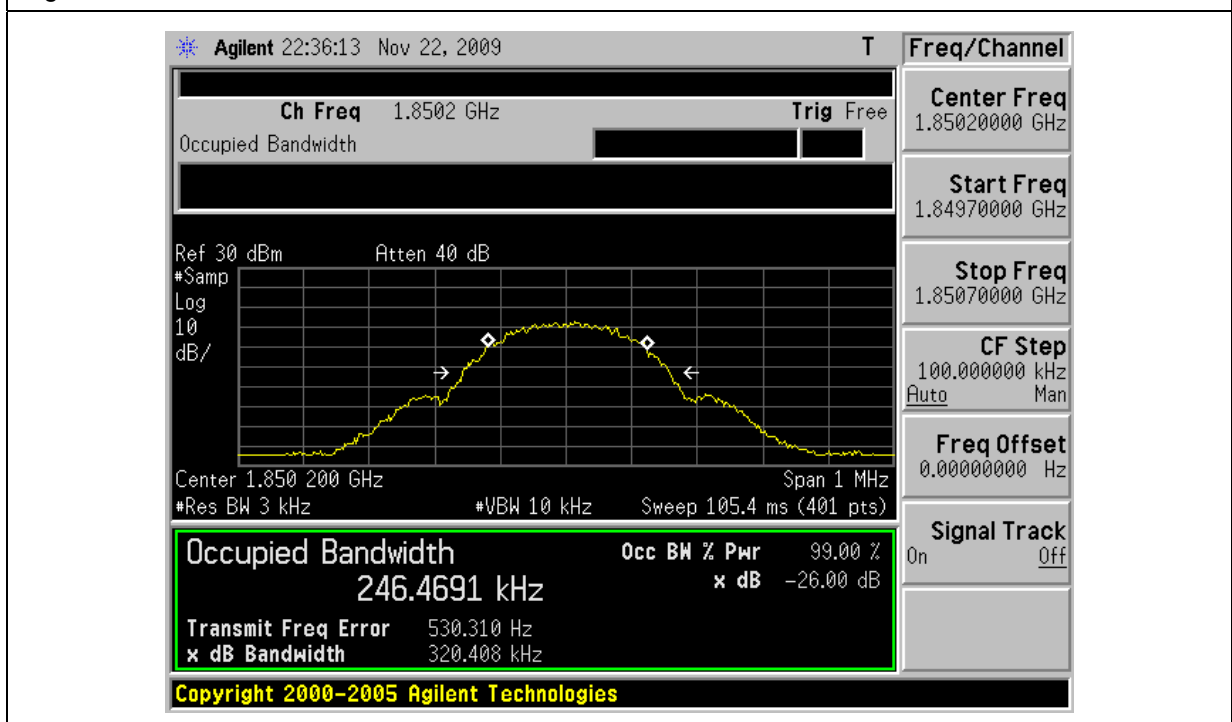 Agilent 22:36:13 Nov 22, 2009 T
Freq/Channel
Ch Freq 1.8502 GHz Trig Free
Occupied Bandwidth
Center Freq
1.85020000 GHz
Start Freq
1.84970000 GHz
Stop Freq
1.85070000 GHz
CF Step
100.000000 kHz
Auto Man
Freq Offset
0.00000000 Hz
Signal Track
On Off
Ref 30 dBm Atten 40 dB
#Samp
Log
10
dB/
Center 1.850 200 GHz Span 1 MHz
#Res BW 3 kHz #VBW 10 kHz Sweep 105.4 ms (401 pts)
Occupied Bandwidth Occ BW % Pwr 99.00 %
246.4691 kHz x dB -26.00 dB
Transmit Freq Error 530.310 Hz
x dB Bandwidth 320.408 kHz
Copyright 2000-2005 Agilent Technologies